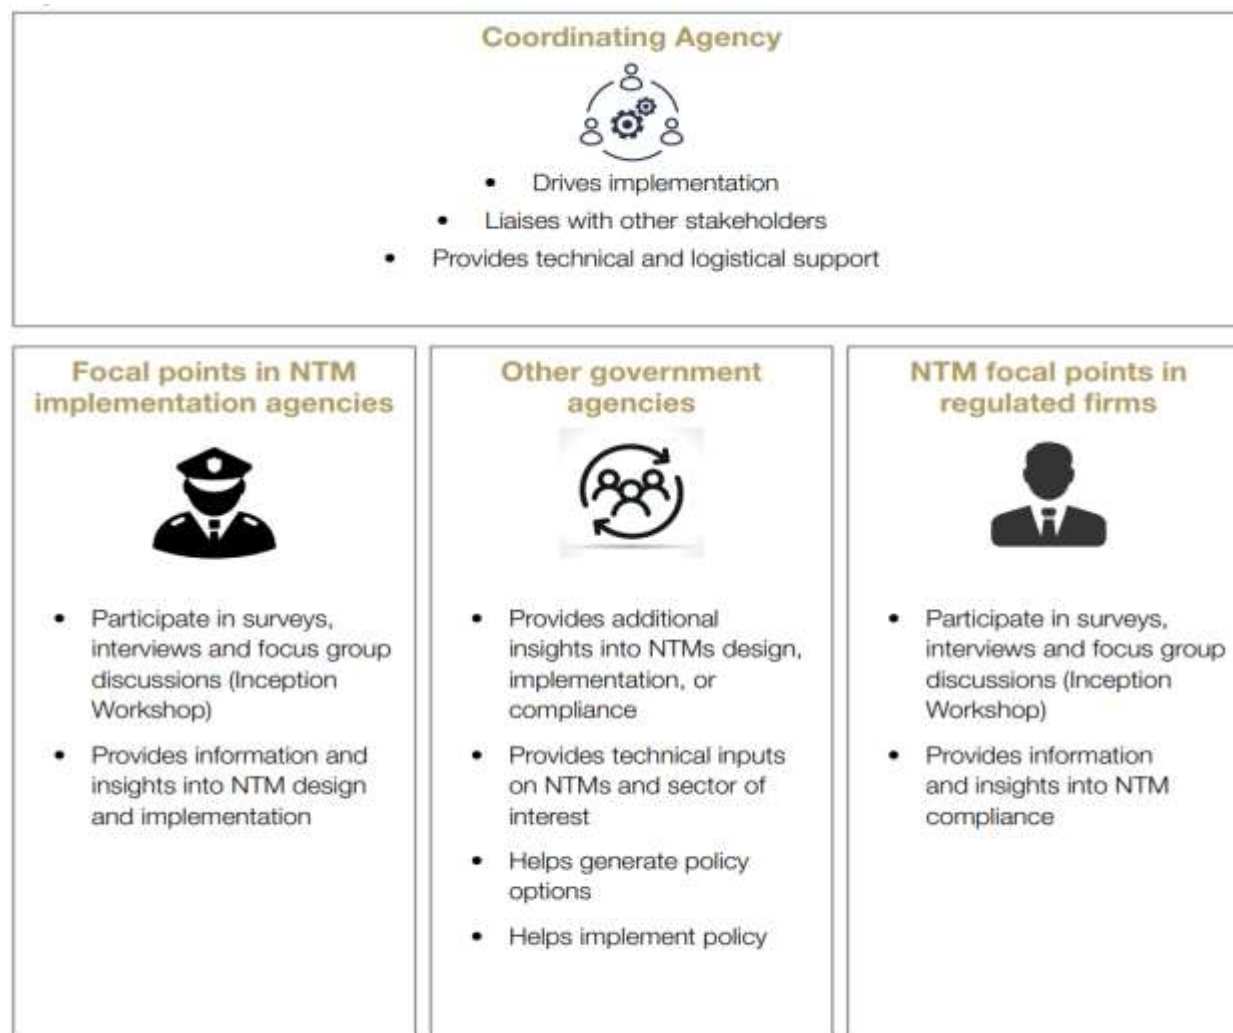 Coordinating Agency
• Drives implementation
• Liaises with other stakeholders
• Provides technical and logistical support
Focal points in NTM
implementation agencies
• Participate in surveys,
interviews and focus group
discussions (Inception
Workshop)
• Provides information and
insights into NTM design
and implementation
Other government
agencies
• Provides additional
insights into NTMs design,
implementation, or
compliance
• Provides technical inputs
on NTMs and sector of
interest
• Helps generate policy
options
• Helps implement policy
NTM focal points in
regulated firms
• Participate in surveys,
interviews and focus group
discussions (Inception
Workshop)
• Provides information
and insights into NTM
compliance